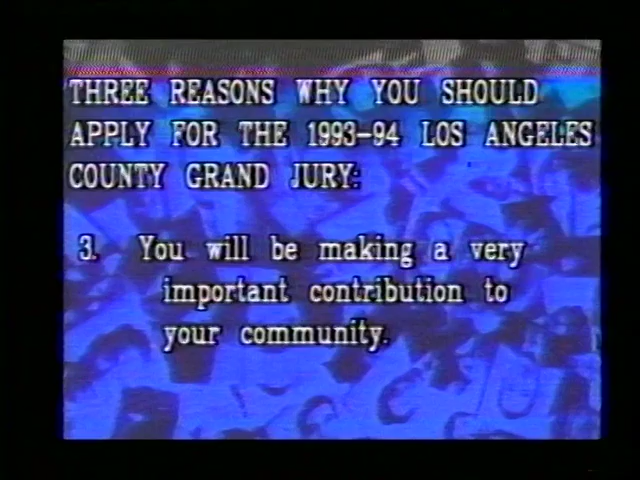 THREE REASONS WHY YOU SHOULD
APPLY FOR THE 1993-94 LOS ANGELES
COUNTY GRAND JURY:
3. You will be making a very
important contribution to
your community.